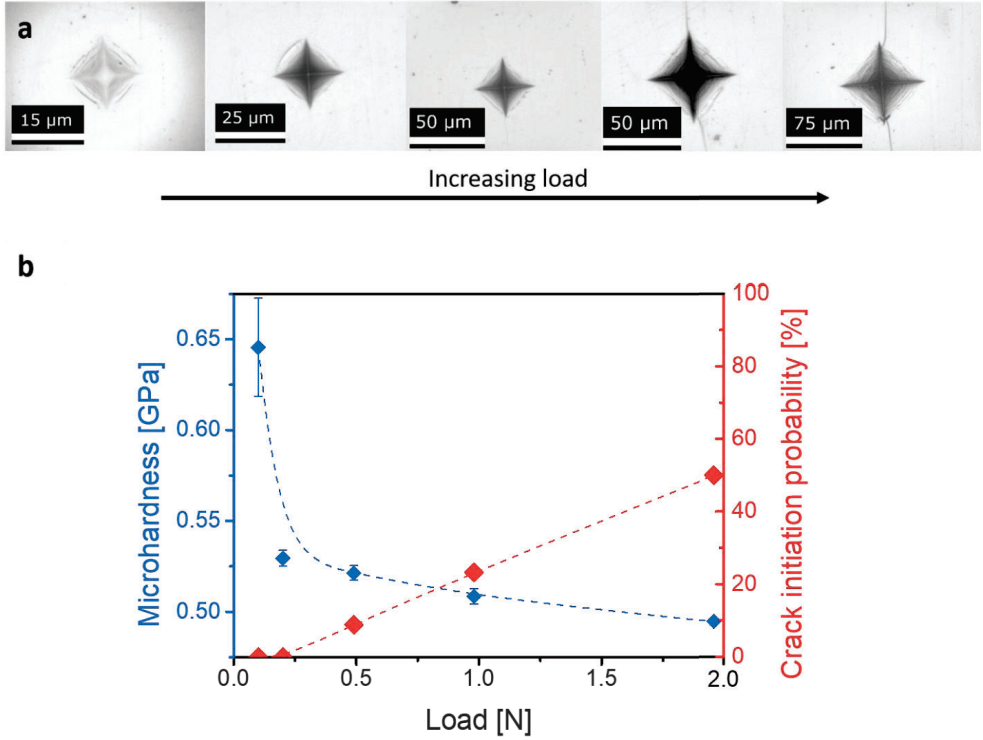 a
15 μm
25 μm
50 μm
50 μm
75 μm
Increasing load
b
Microhardness [GPa]
0.65
0.60
0.55
0.50
100
80
60
40
20
0
Crack initiation probability [%]
0.0
0.5
1.0
1.5
2.0
Load [N]